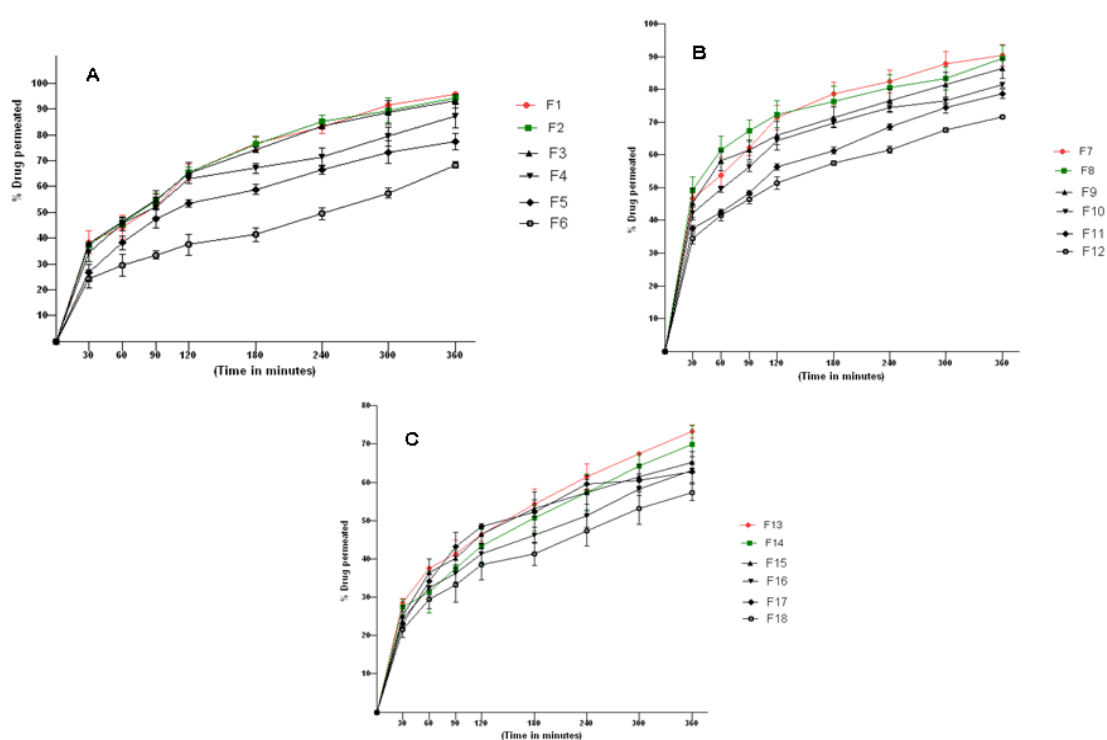 A
% Drug permeated
100
90
80
70
60
50
40
30
20
10
30 60 90 120 180 240 300 360
(Time in minutes)
F1
F2
F3
F4
F5
F6
B
% Drug permeated
100
90
80
70
60
50
40
30
20
10
0
30 60 90 120 180 240 300 360
(Time in minutes)
F7
F8
F9
F10
F11
F12
C
% Drug permeated
80
70
60
50
40
30
20
10
30 60 90 120 180 240 300 360
(Time in minutes)
F13
F14
F15
F16
F17
F18